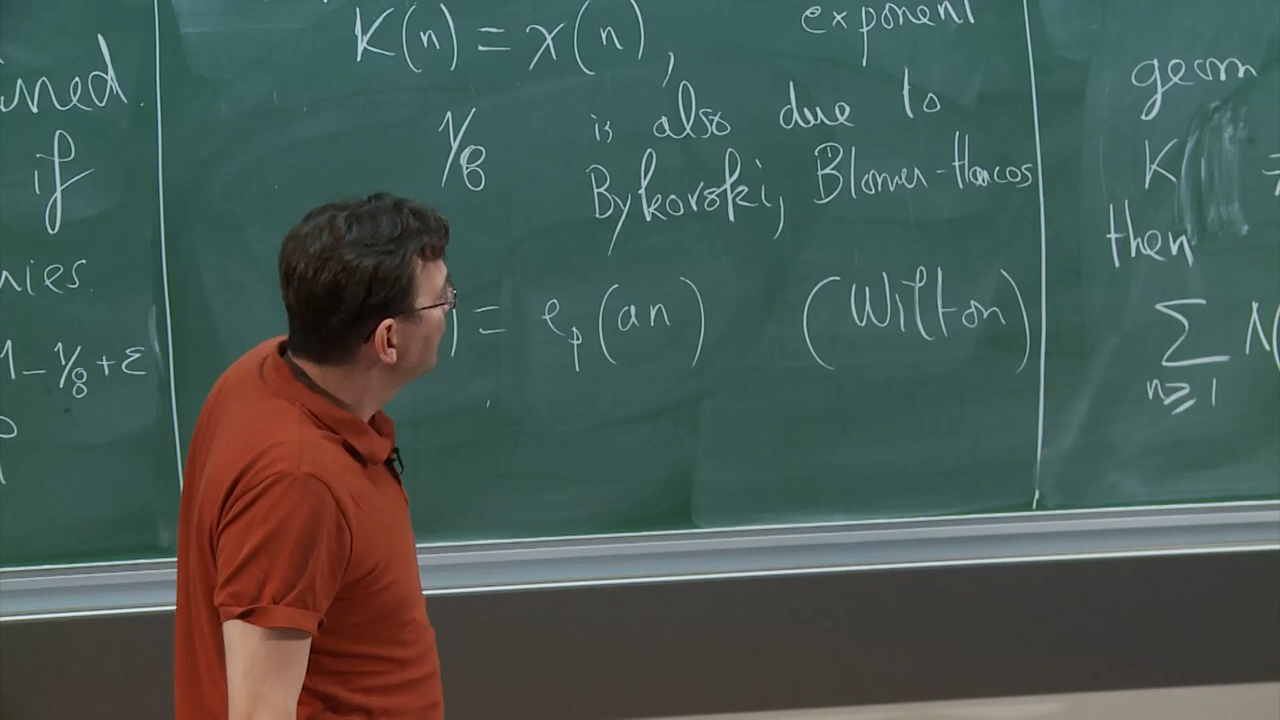 ined.
if
nies.
1-1/8+ε
p
K(n) = χ(n), exponent
1/8 is also due to
Bykovski, Blomer-Harcos
) = e_p(an) (Wilton)
geom
K
then
∑
n≥1